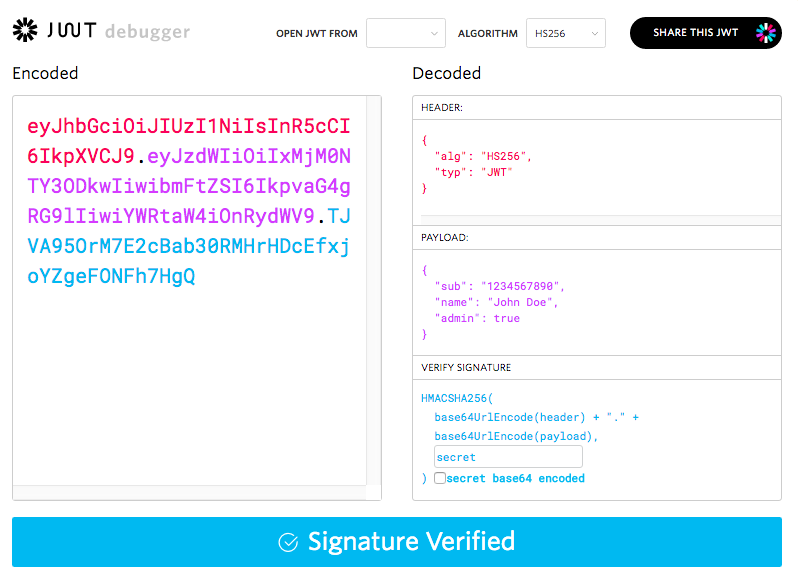 JWT debugger
OPEN JWT FROM
ALGORITHM
HS256
SHARE THIS JWT
Encoded
eyJhbGciOiJIUzI1NiIsInR5cCI
6IkpXVCJ9.eyJzdWIiOiIxMjM0N
TY3ODkwIiwibmFtZSI6IkpvaG4g
RG9lIiwiYWRtaW4iOnRydWV9.TJ
VA95OrM7E2cBab30RMHrHDcEfxj
oYZgeFONFh7HgQ
Decoded
HEADER:
{
"alg": "HS256",
"typ": "JWT"
}
PAYLOAD:
{
"sub": "1234567890",
"name": "John Doe",
"admin": true
}
VERIFY SIGNATURE
HMACSHA256(
base64UrlEncode(header) + "." +
base64UrlEncode(payload),
secret
) secret base64 encoded
Signature Verified